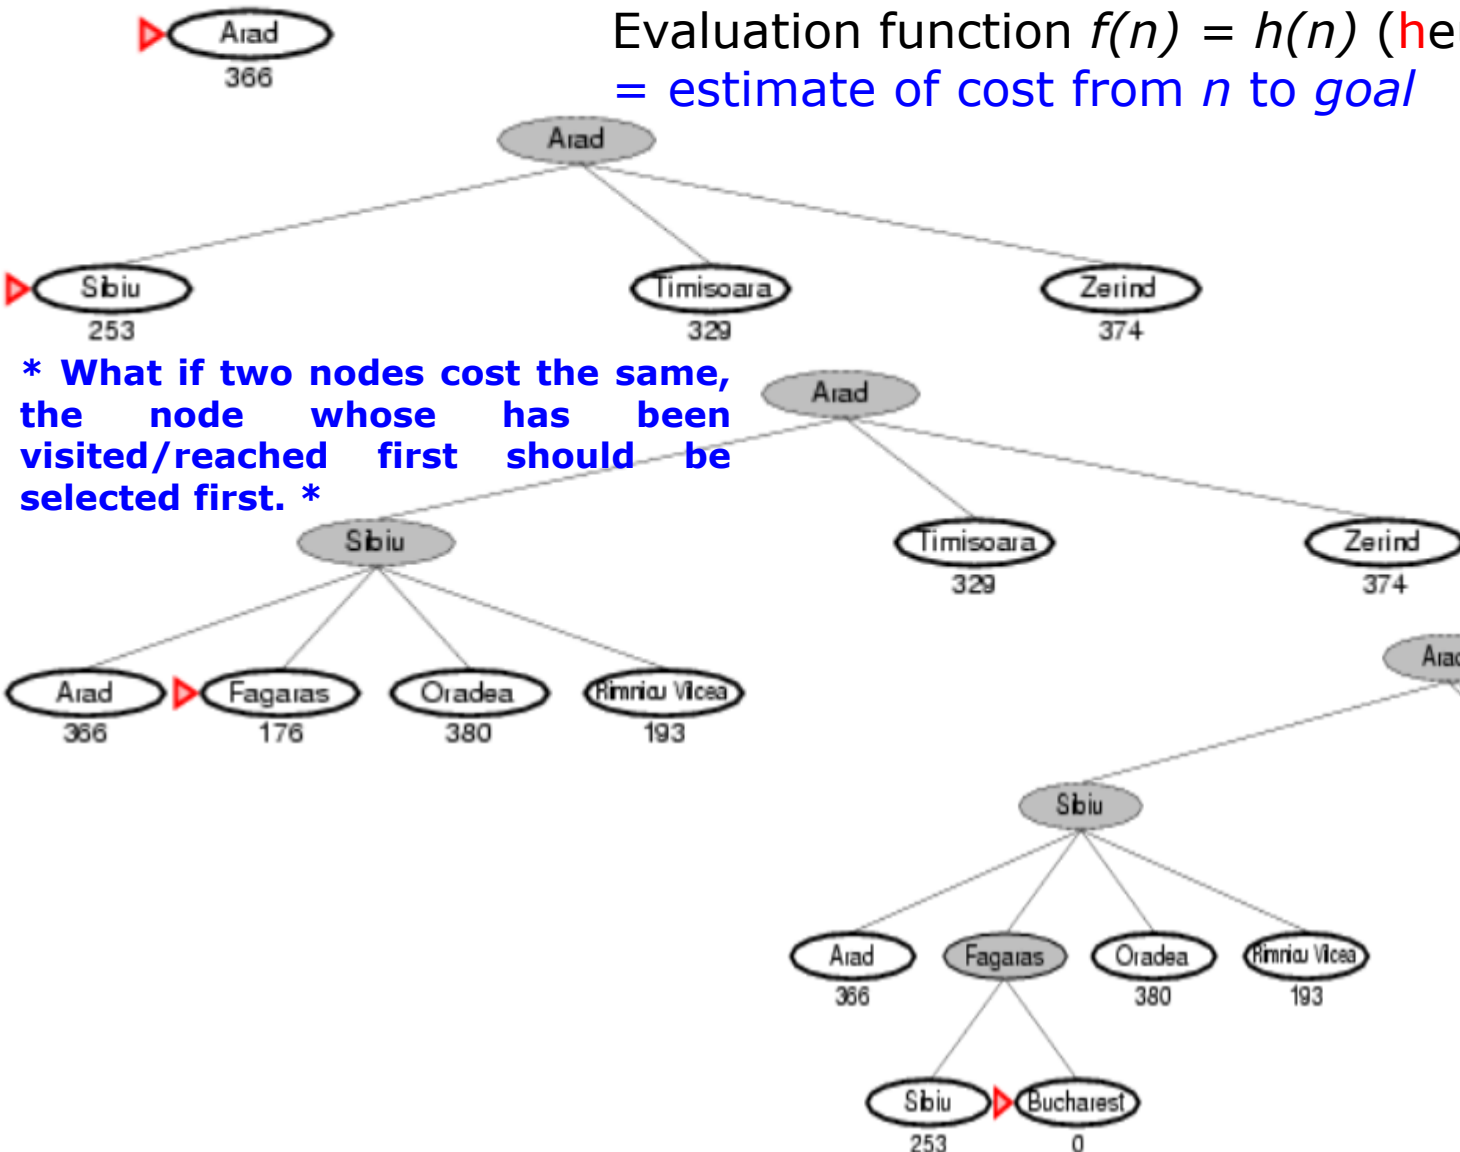 Arad
366
Evaluation function f(n) = h(n) (heu
= estimate of cost from n to goal
Arad
Sibiu Timisoara Zerind
253 329 374
* What if two nodes cost the same,
the node whose has been
visited/reached first should be
selected first. *
Arad
Sibiu Timisoara Zerind
329 374
Arad Fagaras Oradea Rimnicu Vilcea
366 176 380 193
Arad
Sibiu
Arad Fagaras Oradea Rimnicu Vilcea
366 380 193
Sibiu Bucharest
253 0